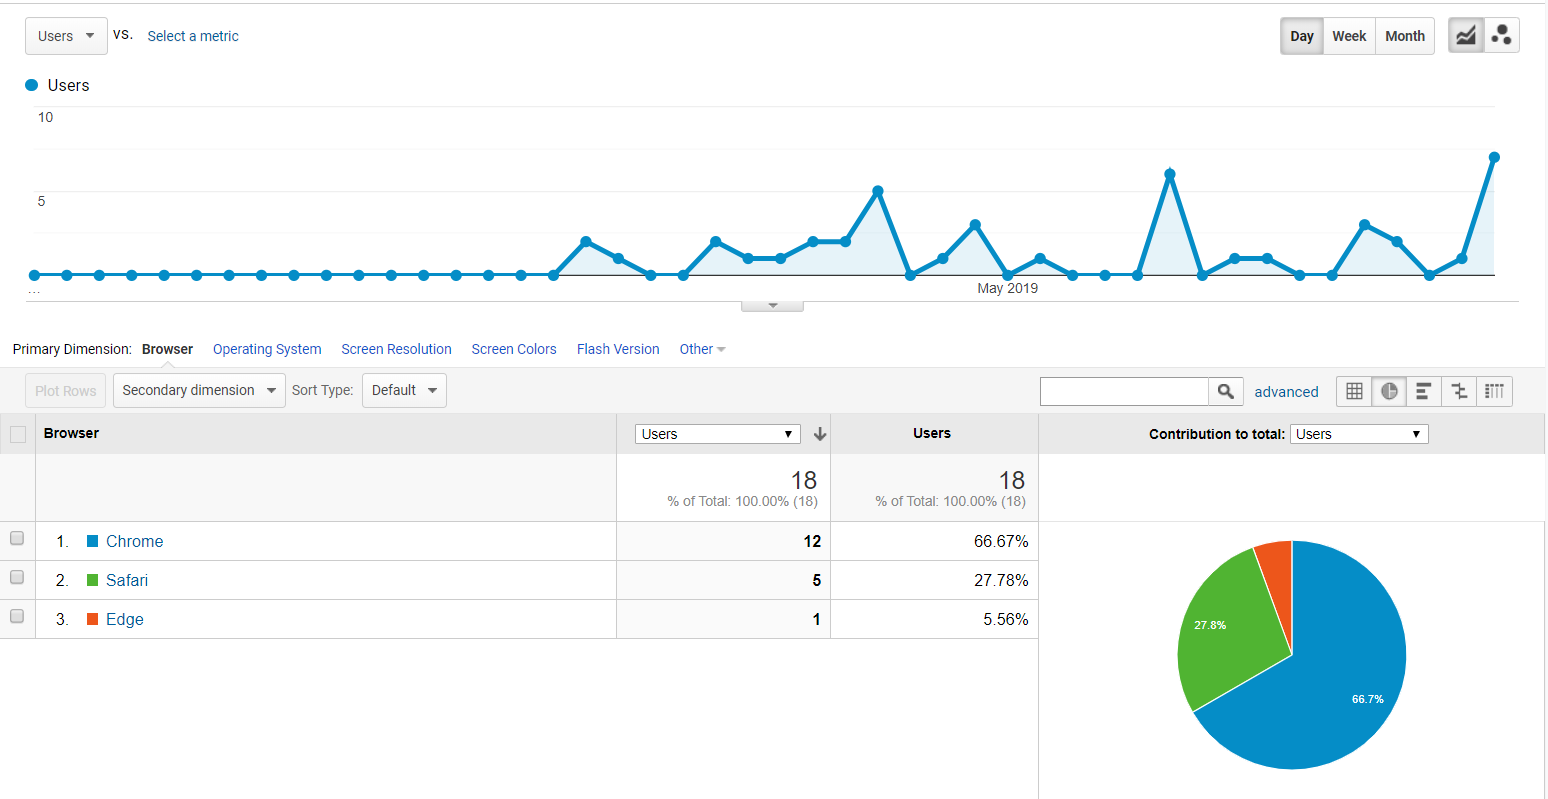 Users vs. Select a metric Day Week Month
Users
10
5
...
May 2019
Primary Dimension: Browser Operating System Screen Resolution Screen Colors Flash Version Other
Plot Rows Secondary dimension Sort Type: Default advanced
Browser Users Users Contribution to total: Users
18 18
% of Total: 100.00% (18) % of Total: 100.00% (18)
1. Chrome 12 66.67%
2. Safari 5 27.78%
3. Edge 1 5.56%
27.8%
66.7%